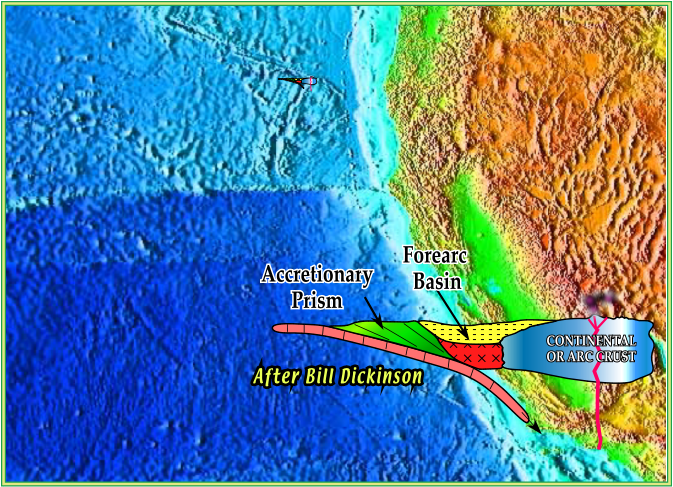 Forearc
Basin
Accretionary
Prism
CONTINENTAL
OR ARC CRUST
After Bill Dickinson